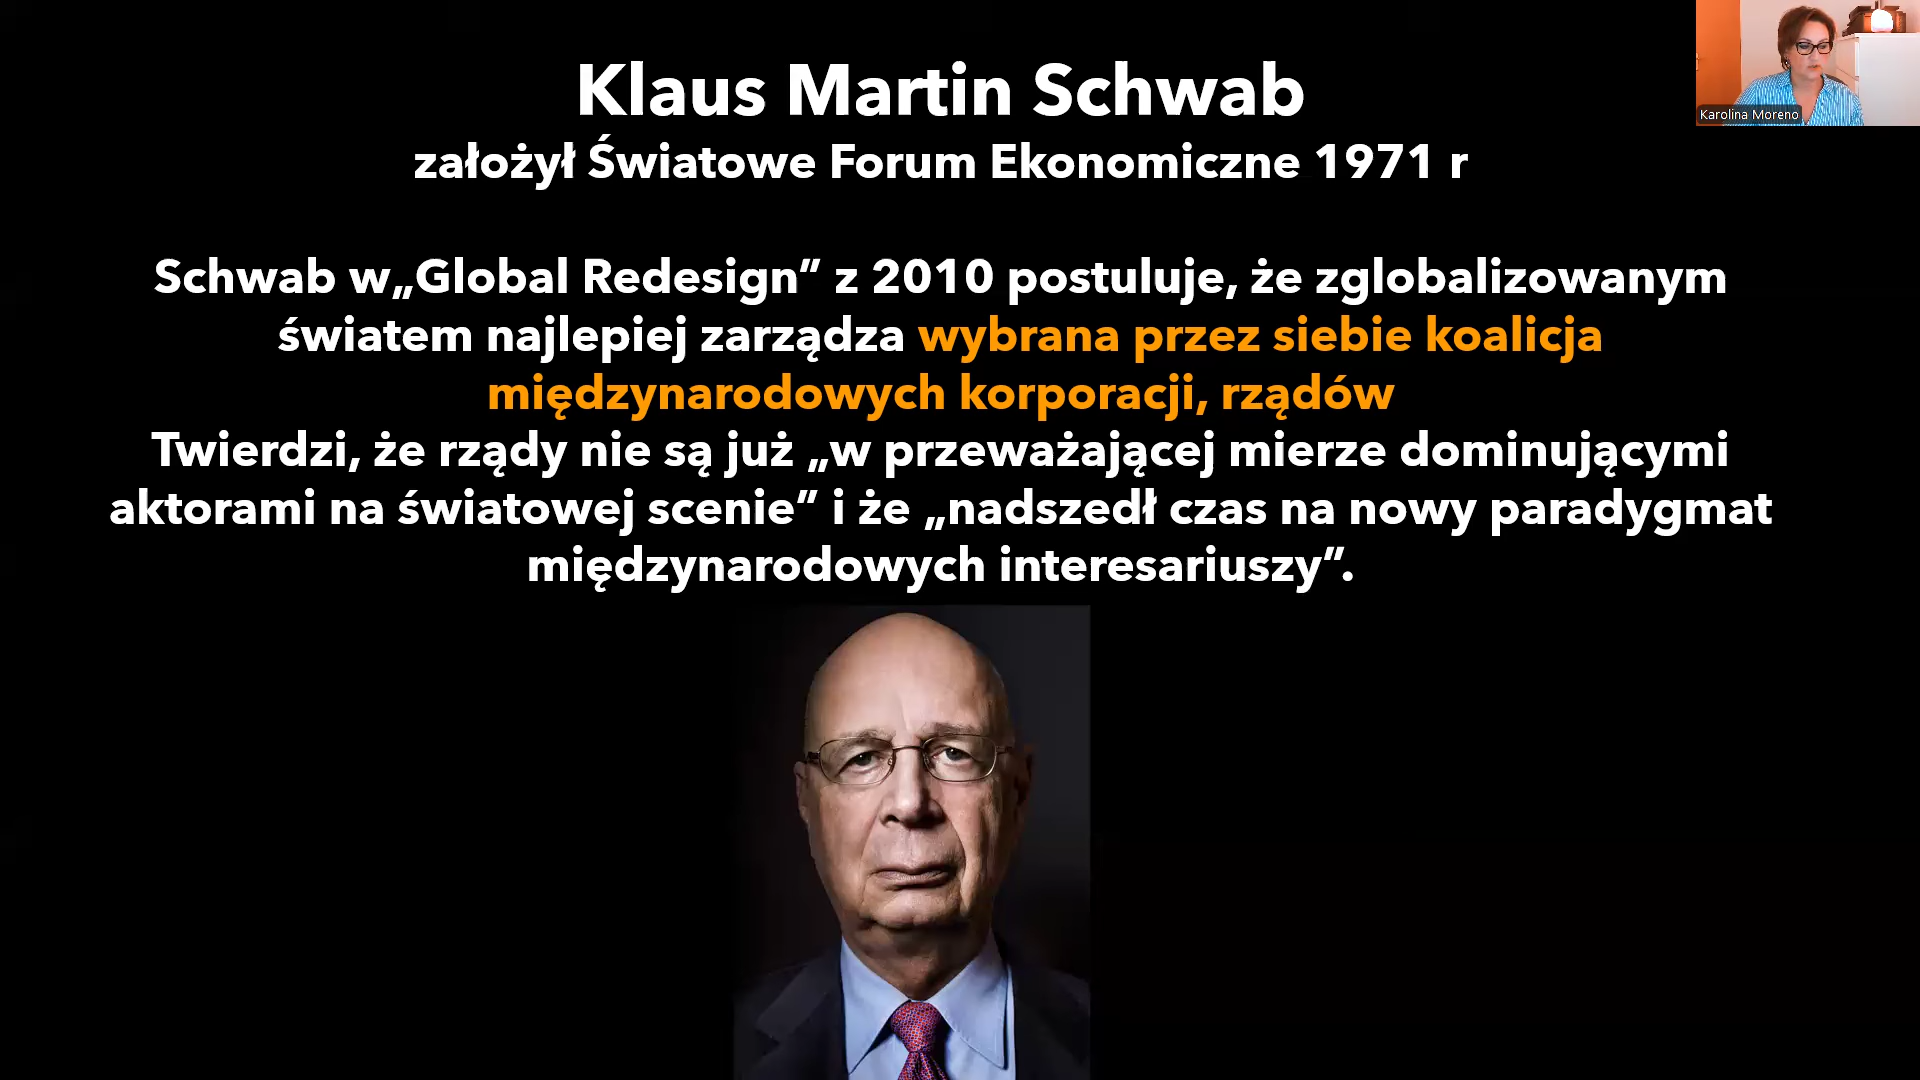 Klaus Martin Schwab
założył Światowe Forum Ekonomiczne 1971 r
Schwab w„Global Redesign” z 2010 postuluje, że zglobalizowanym
światem najlepiej zarządza wybrana przez siebie koalicja
międzynarodowych korporacji, rządów
Twierdzi, że rządy nie są już „w przeważającej mierze dominującymi
aktorami na światowej scenie” i że „nadszedł czas na nowy paradygmat
międzynarodowych interesariuszy”.
Karolina Moreno